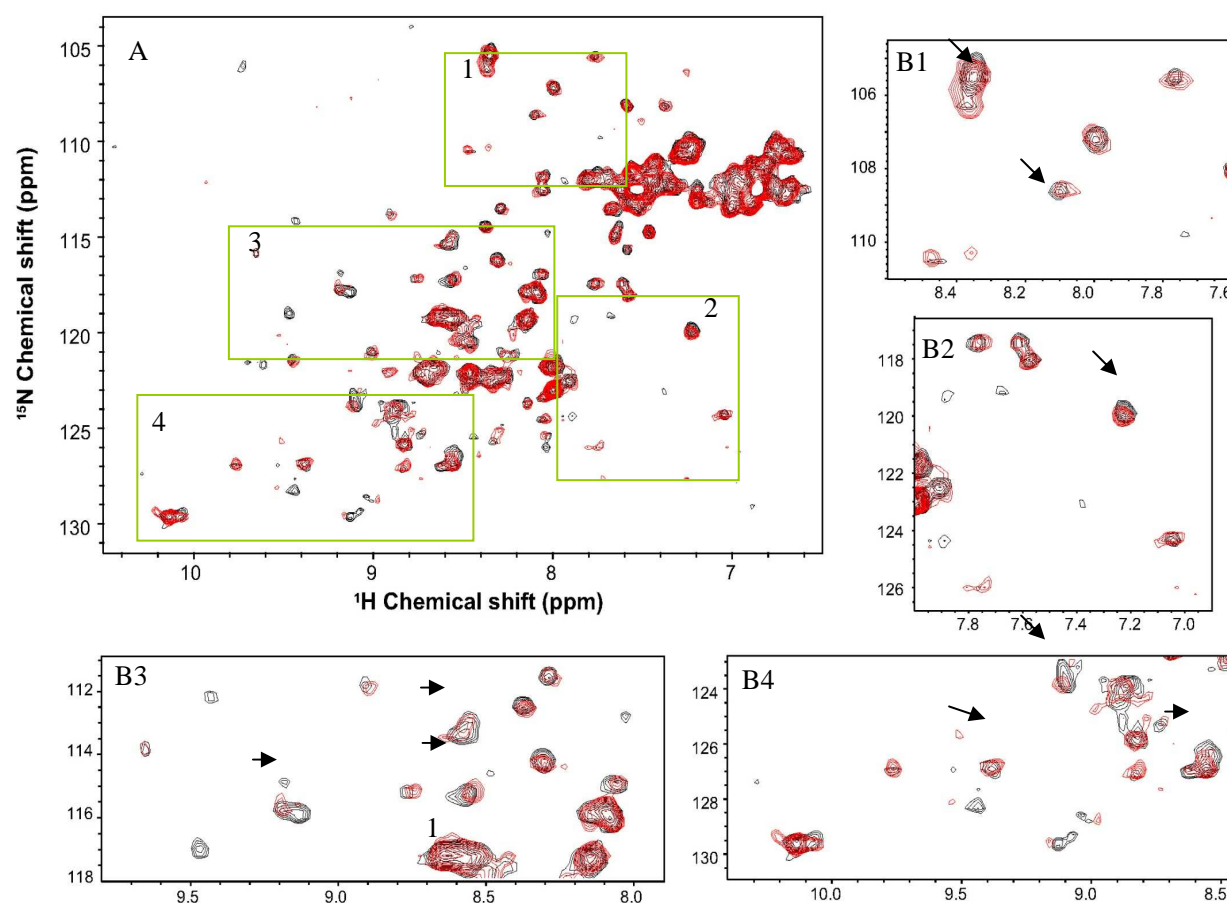 A
1
3
2
4
105
110
115
120
125
130
¹⁵N Chemical shift (ppm)
10 9 8 7
¹H Chemical shift (ppm)
B1
106
108
110
8.4 8.2 8.0 7.8 7.6
B2
118
120
122
124
126
7.8 7.6 7.4 7.2 7.0
B3
112
114
116
118
1
9.5 9.0 8.5 8.0
B4
124
126
128
130
10.0 9.5 9.0 8.5